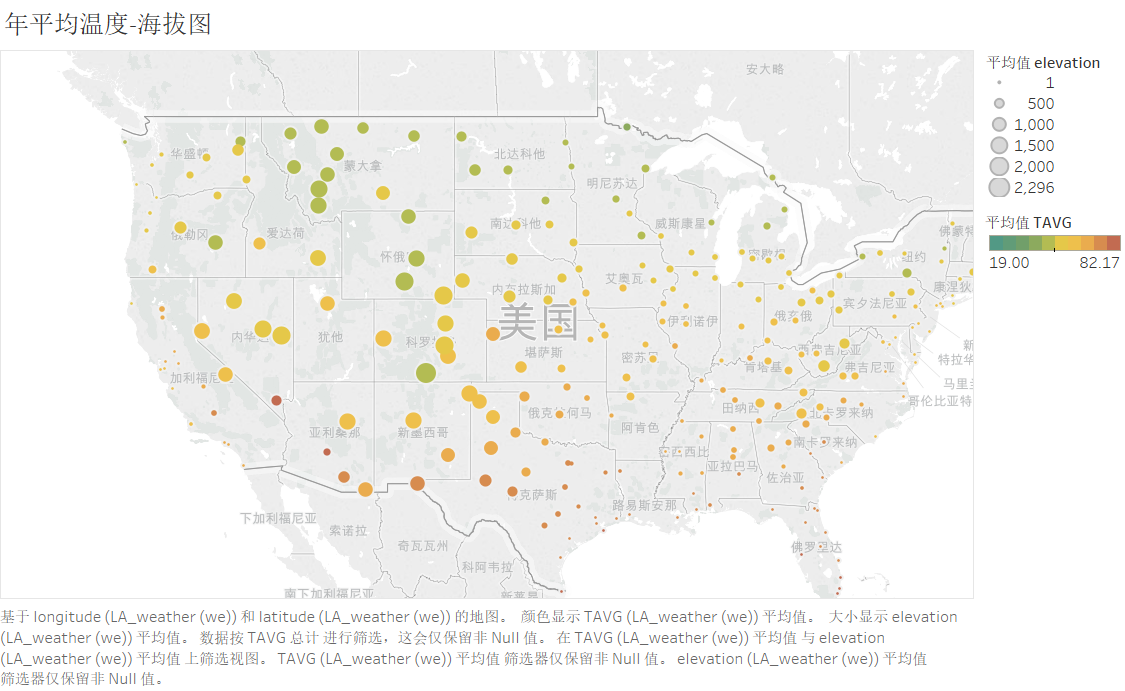 年平均温度-海拔图
平均值 elevation
1
500
1,000
1,500
2,000
2,296
平均值 TAVG
19.00
82.17
安大略
华盛顿
蒙大拿
北达科他
明尼苏达
俄勒冈
爱达荷
怀俄
南达科他
威斯康星
密歇根
纽约
佛蒙特
康涅狄
内布拉斯加
艾奥瓦
美国
内华达
犹他
科罗拉
堪萨斯
密苏里
伊利诺伊
俄亥俄
宾夕法尼亚
新
特拉华
马里兰
哥伦比亚特
西弗吉尼亚
弗吉尼亚
肯塔基
加利福尼
亚利桑那
新墨西哥
俄克拉何马
阿肯色
田纳西
北卡罗来纳
南卡罗来纳
密西西比
亚拉巴马
佐治亚
得克萨斯
路易斯安那
佛罗里达
下加利福尼亚
索诺拉
奇瓦瓦州
科阿韦拉
南下加利福尼亚
新莱昂
基于 longitude (LA_weather (we)) 和 latitude (LA_weather (we)) 的地图。 颜色显示 TAVG (LA_weather (we)) 平均值。 大小显示 elevation
(LA_weather (we)) 平均值。 数据按 TAVG 总计 进行筛选，这会仅保留非 Null 值。 在 TAVG (LA_weather (we)) 平均值 与 elevation
(LA_weather (we)) 平均值 上筛选视图。 TAVG (LA_weather (we)) 平均值 筛选器仅保留非 Null 值。 elevation (LA_weather (we)) 平均值
筛选器仅保留非 Null 值。